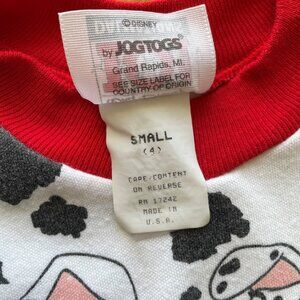 © DISNEY
by JOGTOGS
Grand Rapids, MI.
SEE SIZE LABEL FOR
COUNTRY OF ORIGIN
SMALL
(4)
CARE/CONTENT
ON REVERSE
RN 17242
MADE IN
U.S.A.